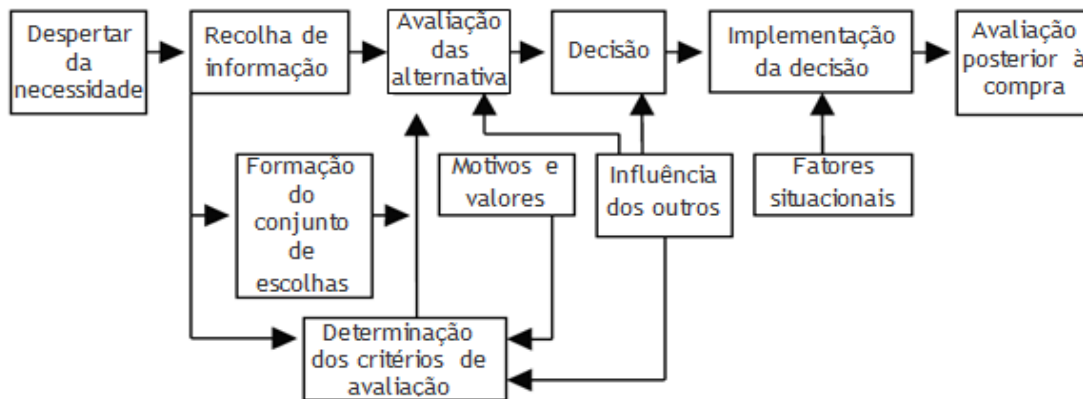 Despertar
da
necessidade
Recolha de
informação
Avaliação
das
alternativa
Decisão
Implementação
da decisão
Avaliação
posterior à
compra
Formação
do
conjunto
de
escolhas
Motivos e
valores
Influência
dos outros
Fatores
situacionais
Determinação
dos critérios de
avaliação